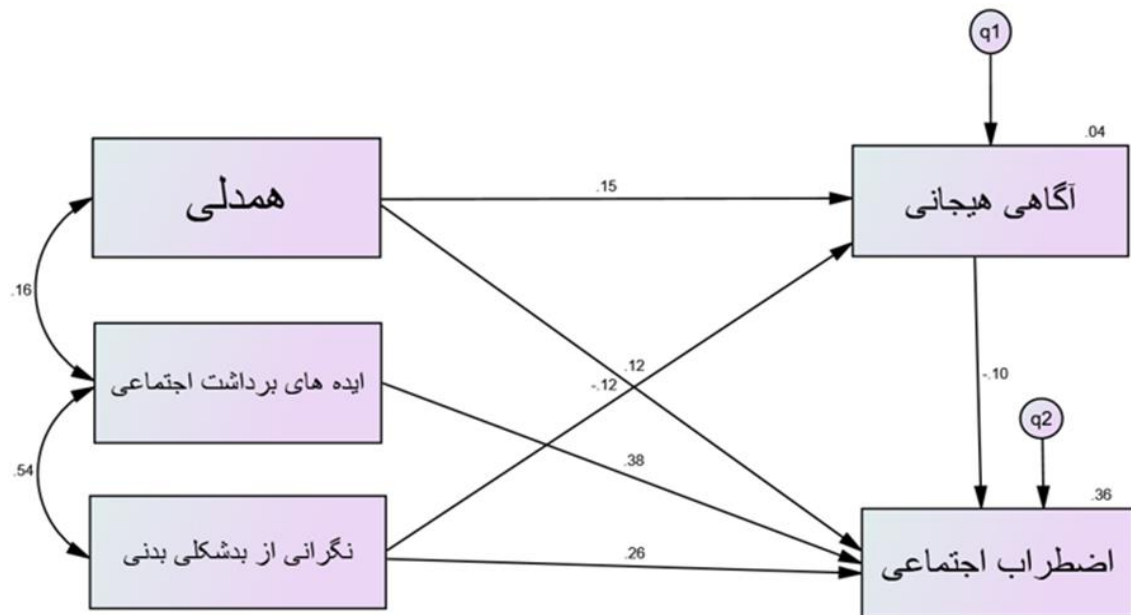 q1
.04
همدلی
.15
آگاهی هیجانی
.16
ایده های برداشت اجتماعی
.12
-.12
-.10
q2
.54
.38
.36
نگرانی از بدشکلی بدنی
.26
اضطراب اجتماعی